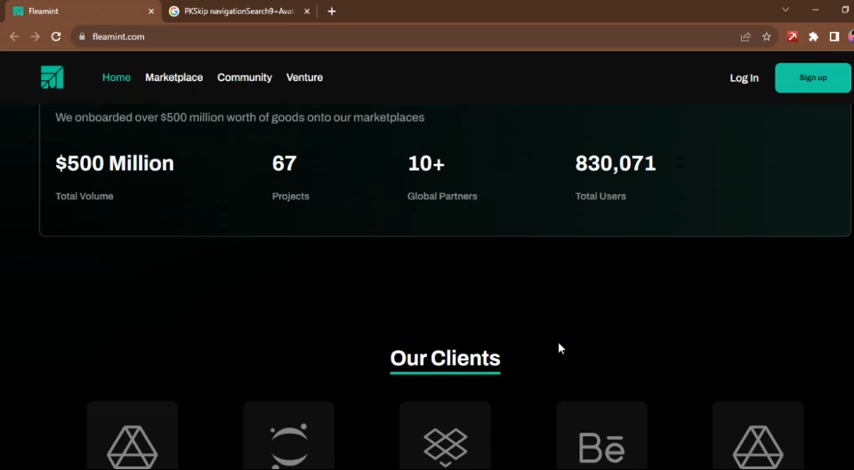 Fleamint
PKSkip navigationSearch9+Avat
fleamint.com
Home Marketplace Community Venture
Log In Sign up
We onboarded over $500 million worth of goods onto our marketplaces
$500 Million 67 10+ 830,071
Total Volume Projects Global Partners Total Users
Our Clients
Bē